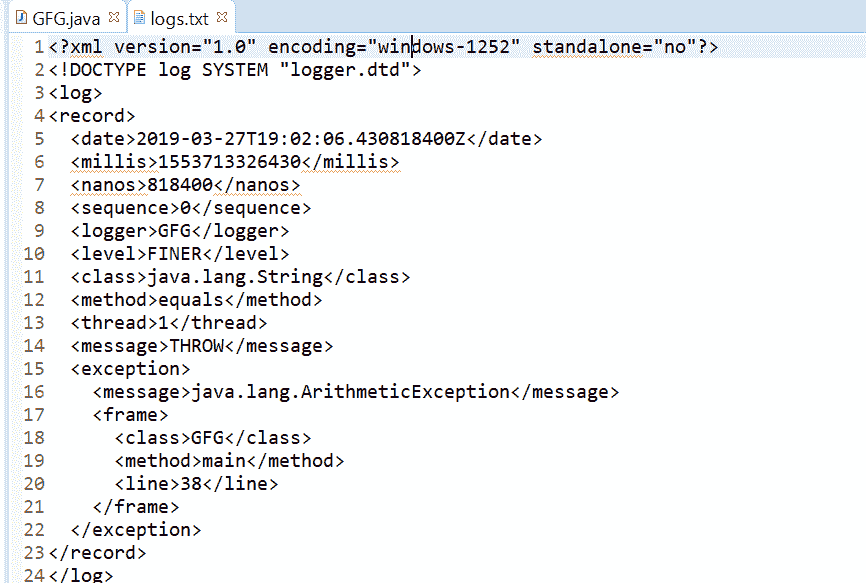 GFG.java logs.txt
1 <?xml version="1.0" encoding="windows-1252" standalone="no"?>
2 <!DOCTYPE log SYSTEM "logger.dtd">
3 <log>
4 <record>
5   <date>2019-03-27T19:02:06.430818400Z</date>
6   <millis>1553713326430</millis>
7   <nanos>818400</nanos>
8   <sequence>0</sequence>
9   <logger>GFG</logger>
10   <level>FINER</level>
11   <class>java.lang.String</class>
12   <method>equals</method>
13   <thread>1</thread>
14   <message>THROW</message>
15   <exception>
16     <message>java.lang.ArithmeticException</message>
17     <frame>
18       <class>GFG</class>
19       <method>main</method>
20       <line>38</line>
21     </frame>
22   </exception>
23 </record>
24 </log>